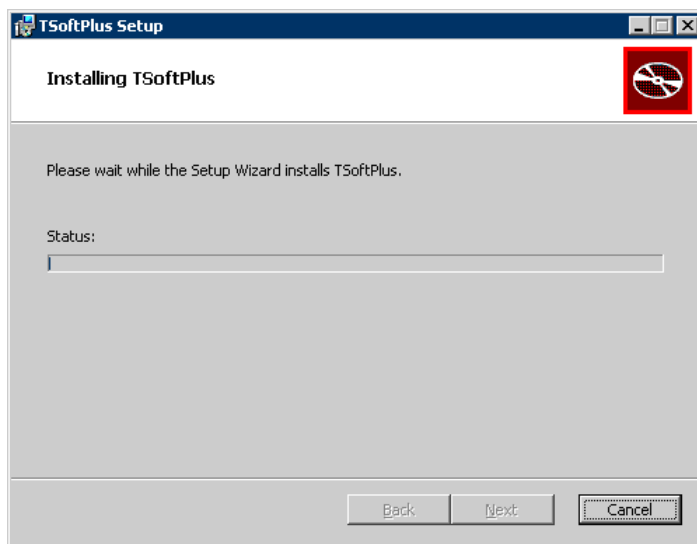 TSoftPlus Setup
Installing TSoftPlus
Please wait while the Setup Wizard installs TSoftPlus.
Status:
Back Next Cancel